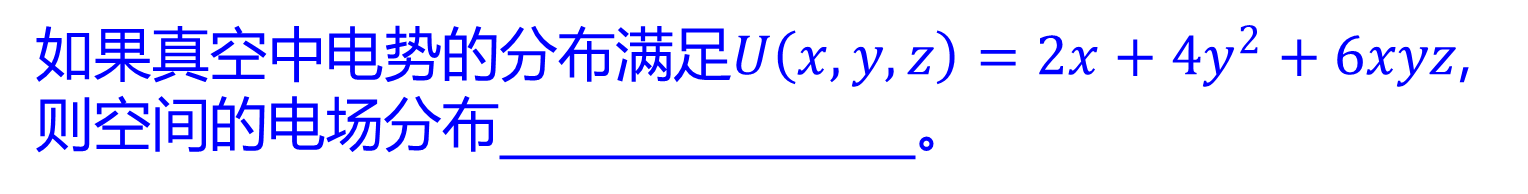 如果真空中电势的分布满足U(x, y, z) = 2x + 4y² + 6xyz,
则空间的电场分布________________。